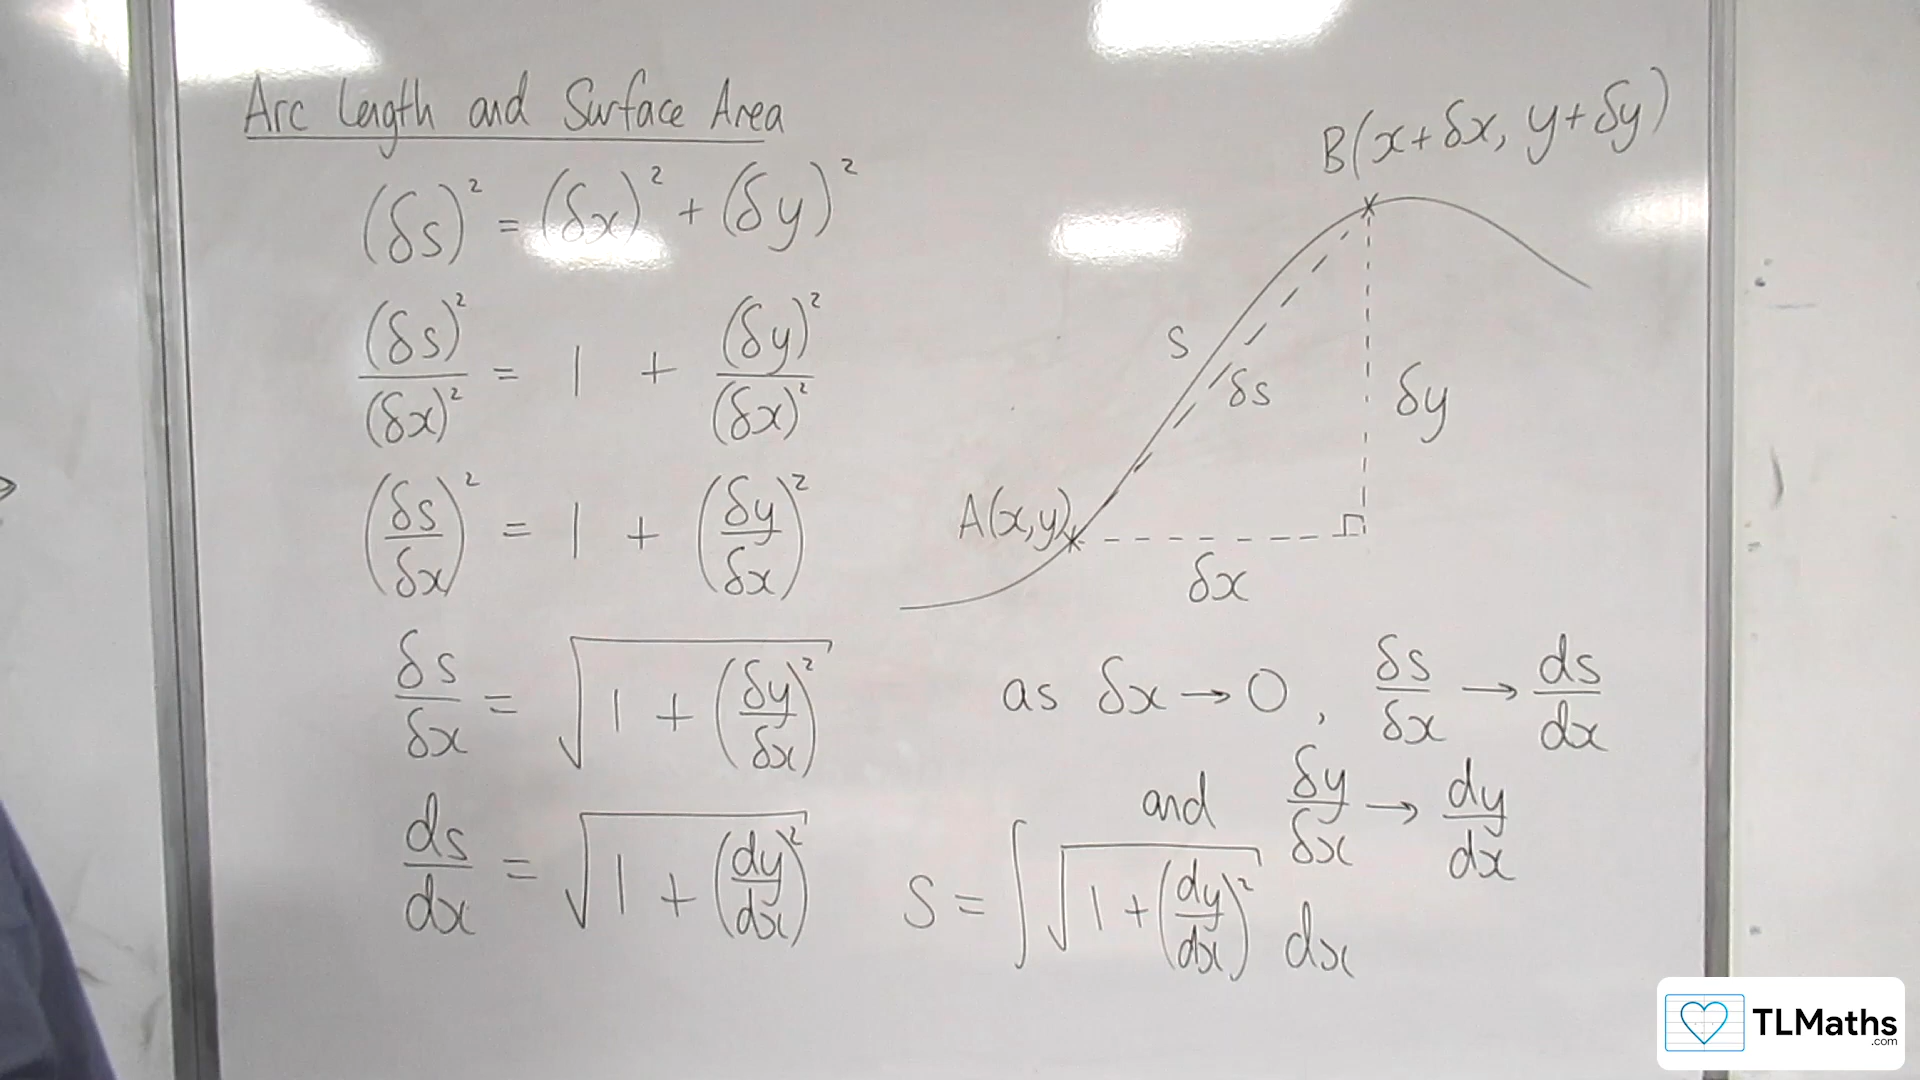 Arc Length and Surface Area
(δs)² = (δx)² + (δy)²
(δs)²/(δx)² = 1 + (δy)²/(δx)²
(δs/δx)² = 1 + (δy/δx)²
δs/δx = √(1 + (δy/δx)²)
ds/dx = √(1 + (dy/dx)²)
B(x+δx, y+δy)
s
δs
δy
A(x,y)
δx
as δx → 0, δs/δx → ds/dx
and δy/δx → dy/dx
s = ∫√(1 + (dy/dx)²) dx
TLMaths
.com